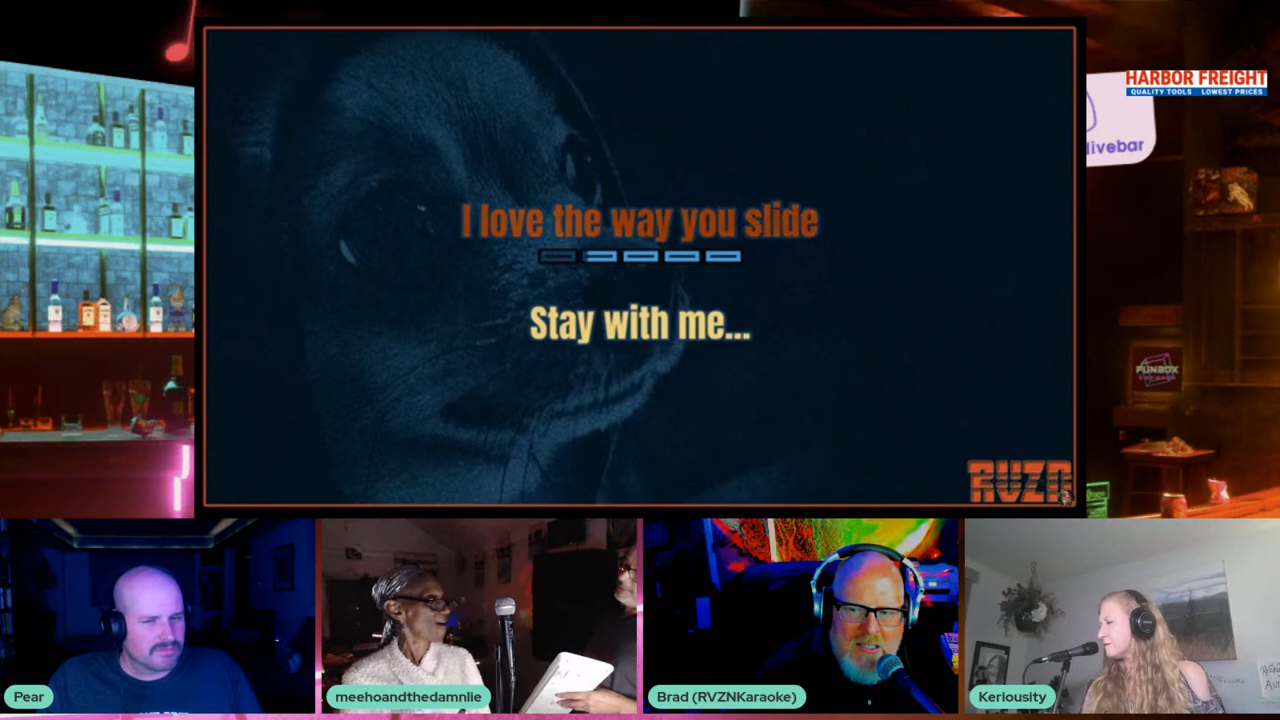 HARBOR FREIGHT
QUALITY TOOLS LOWEST PRICES
livebar
I love the way you slide
Stay with me...
FUNBOX
RVZN
Pear
meehoandthedamnlie
Brad (RVZNKaraoke)
Keriousity